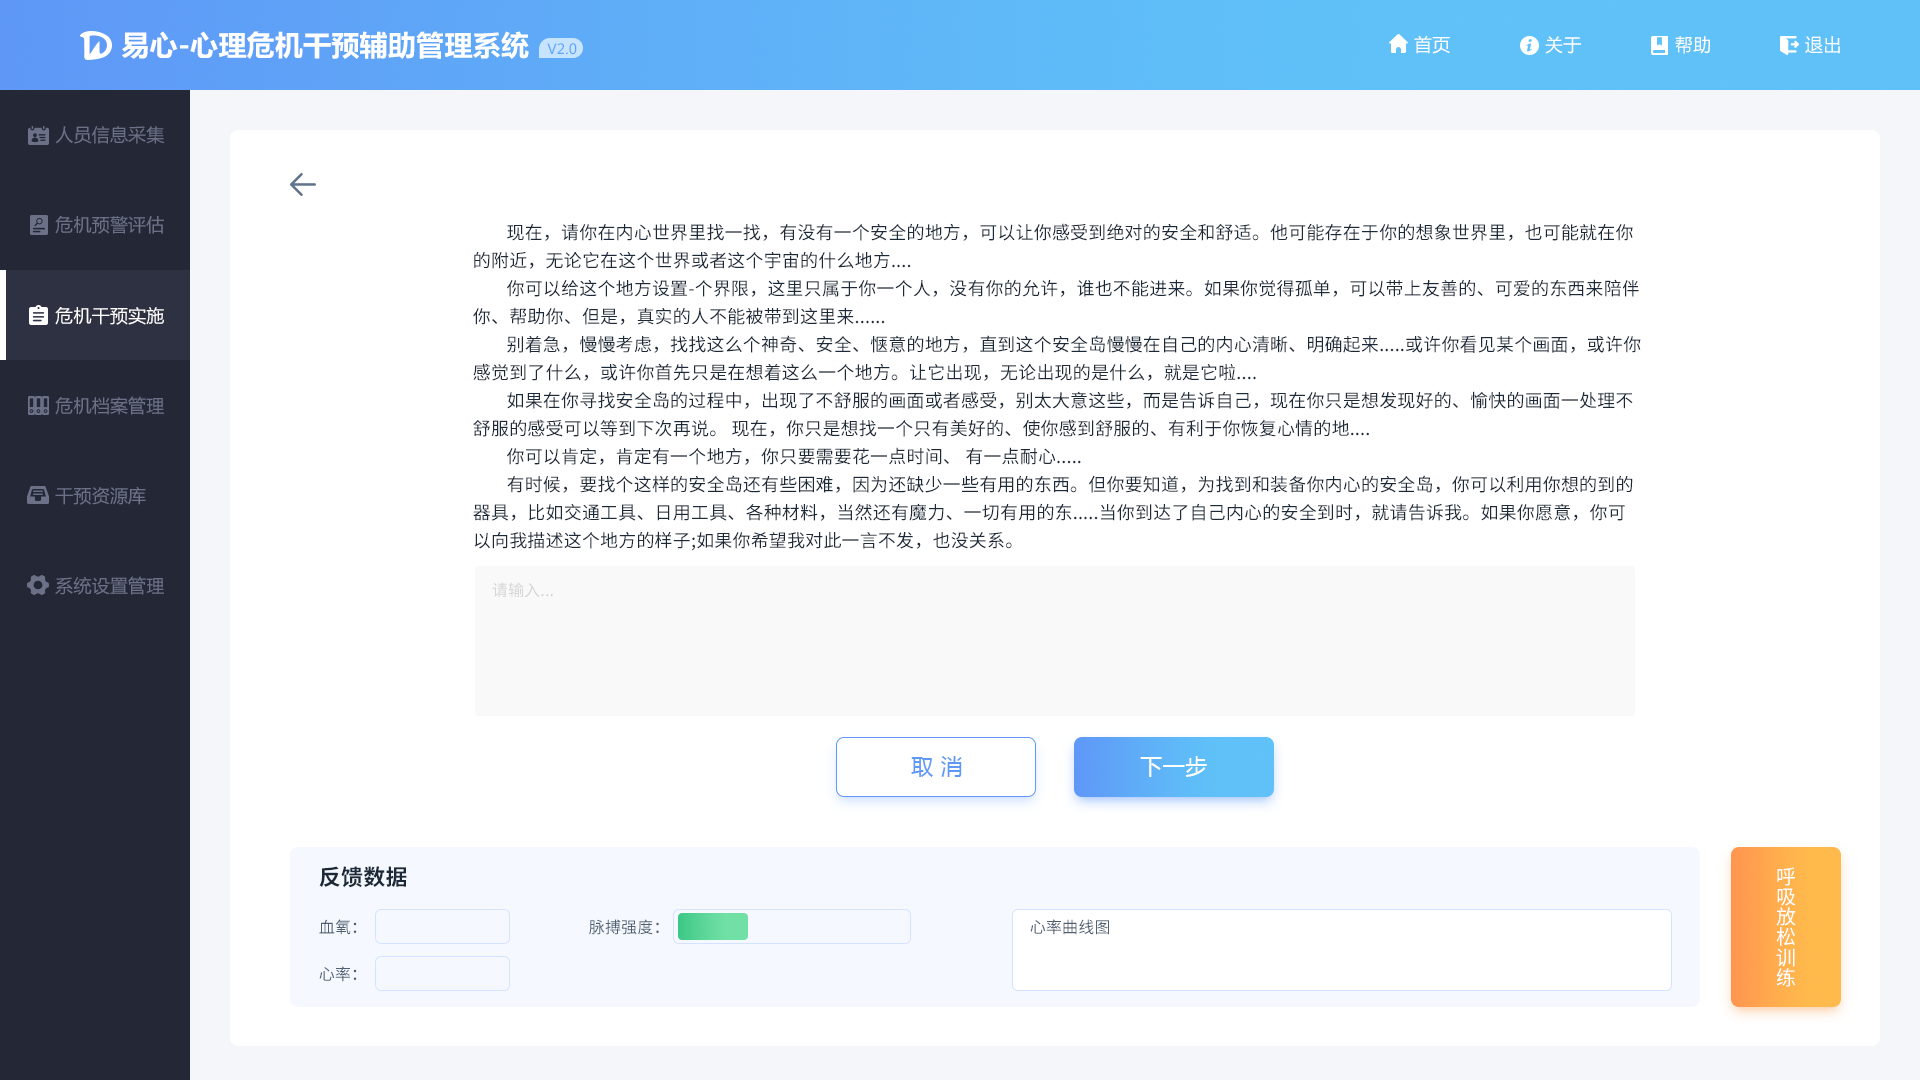 易心-心理危机干预辅助管理系统 V2.0
首页
关于
帮助
退出
人员信息采集
危机预警评估
危机干预实施
危机档案管理
干预资源库
系统设置管理
现在，请你在内心世界里找一找，有没有一个安全的地方，可以让你感受到绝对的安全和舒适。他可能存在于你的想象世界里，也可能就在你
的附近，无论它在这个世界或者这个宇宙的什么地方....
你可以给这个地方设置-个界限，这里只属于你一个人，没有你的允许，谁也不能进来。如果你觉得孤单，可以带上友善的、可爱的东西来陪伴
你、帮助你、但是，真实的人不能被带到这里来......
别着急，慢慢考虑，找找这么个神奇、安全、惬意的地方，直到这个安全岛慢慢在自己的内心清晰、明确起来.....或许你看见某个画面，或许你
感觉到了什么，或许你首先只是在想着这么一个地方。让它出现，无论出现的是什么，就是它啦....
如果在你寻找安全岛的过程中，出现了不舒服的画面或者感受，别太大意这些，而是告诉自己，现在你只是想发现好的、愉快的画面一处理不
舒服的感受可以等到下次再说。 现在，你只是想找一个只有美好的、使你感到舒服的、有利于你恢复心情的地....
你可以肯定，肯定有一个地方，你只要需要花一点时间、 有一点耐心.....
有时候，要找个这样的安全岛还有些困难，因为还缺少一些有用的东西。但你要知道，为找到和装备你内心的安全岛，你可以利用你想的到的
器具，比如交通工具、日用工具、各种材料，当然还有魔力、一切有用的东.....当你到达了自己内心的安全到时，就请告诉我。如果你愿意，你可
以向我描述这个地方的样子;如果你希望我对此一言不发，也没关系。
请输入...
取 消
下一步
反馈数据
血氧：
脉搏强度：
心率曲线图
心率：
呼吸放松训练